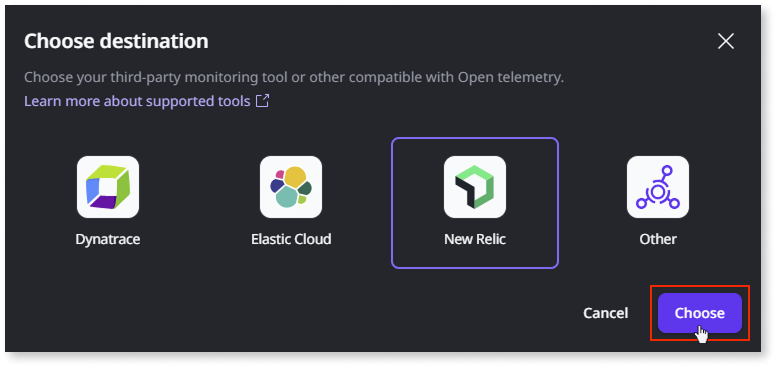 Choose destination
Choose your third-party monitoring tool or other compatible with Open telemetry.
Learn more about supported tools
Dynatrace
Elastic Cloud
New Relic
Other
Cancel
Choose